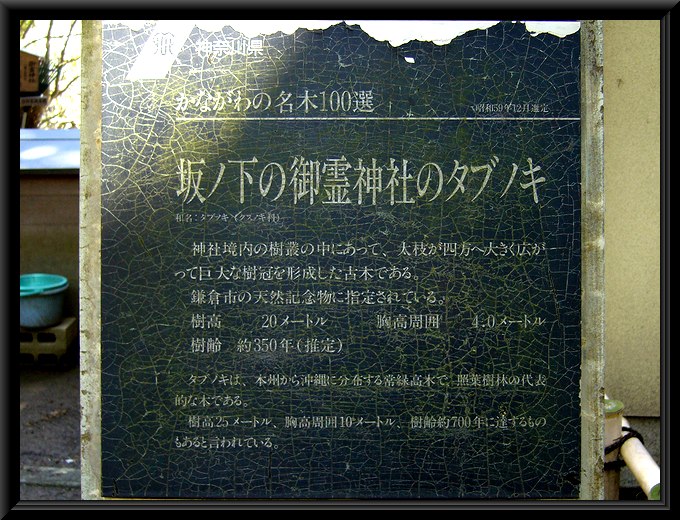 神奈川県
かながわの名木100選
昭和59年12月選定
坂ノ下の御霊神社のタブノキ
和名:タブノキ(クスノキ科)
神社境内の樹叢の中にあって、太枝が四方へ大きく広が
って巨大な樹冠を形成した古木である。
鎌倉市の天然記念物に指定されている。
樹高 20メートル 胸高周囲 4.0メートル
樹齢 約350年(推定)
タブノキは、本州から沖縄に分布する常緑高木で、照葉樹林の代表
的な木である。
樹高25メートル、胸高周囲10メートル、樹齢約700年に達するもの
もあると言われている。